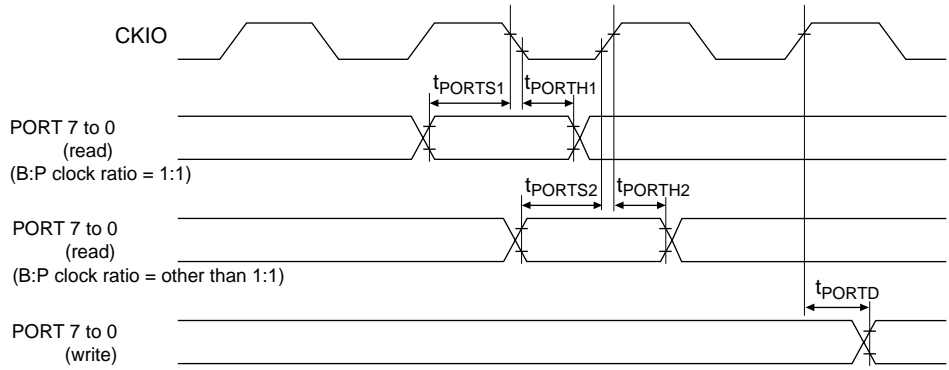 CKIO
tPORTS1
tPORTH1
PORT 7 to 0
(read)
(B:P clock ratio = 1:1)
tPORTS2
tPORTH2
PORT 7 to 0
(read)
(B:P clock ratio = other than 1:1)
tPORTD
PORT 7 to 0
(write)